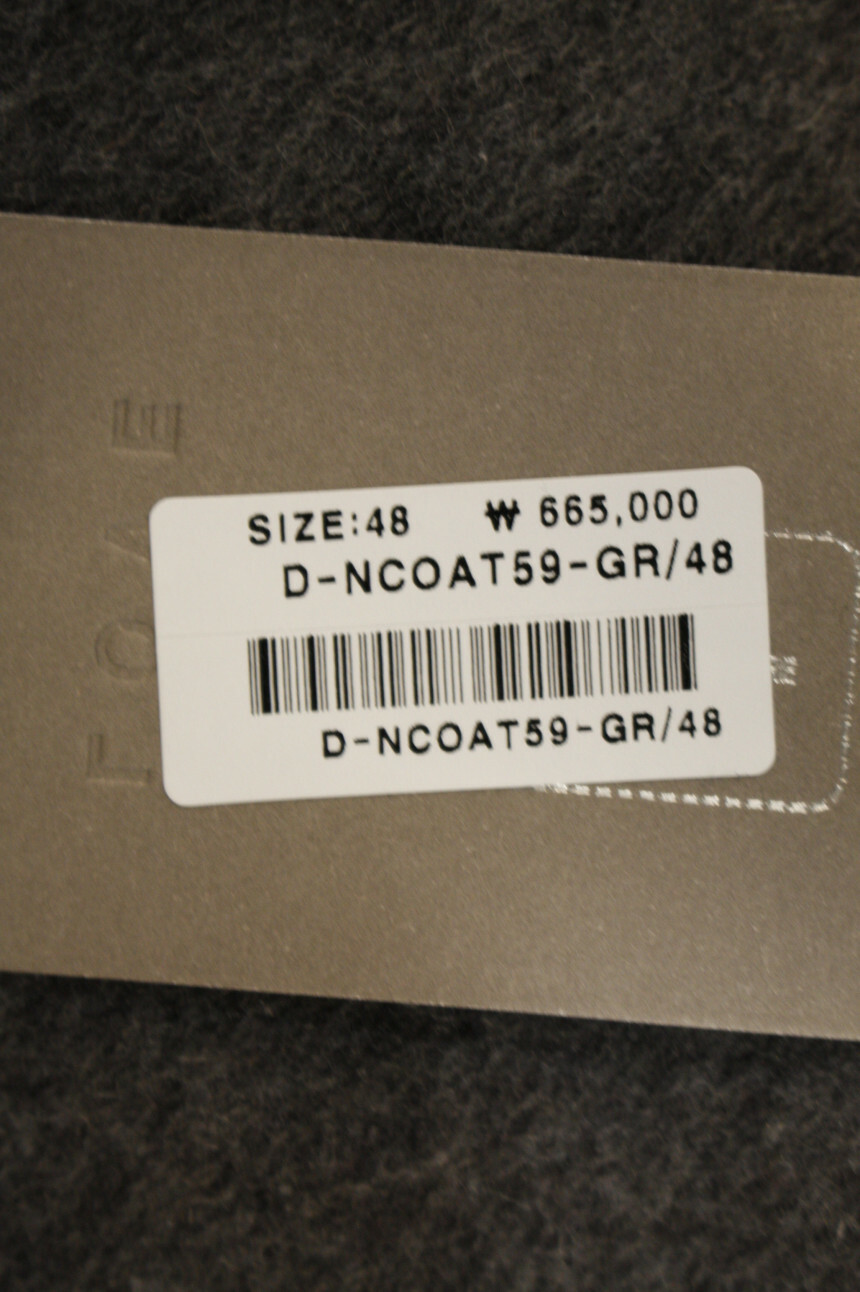 SIZE:48 ₩ 665,000
D-NCOAT59-GR/48
D-NCOAT59-GR/48